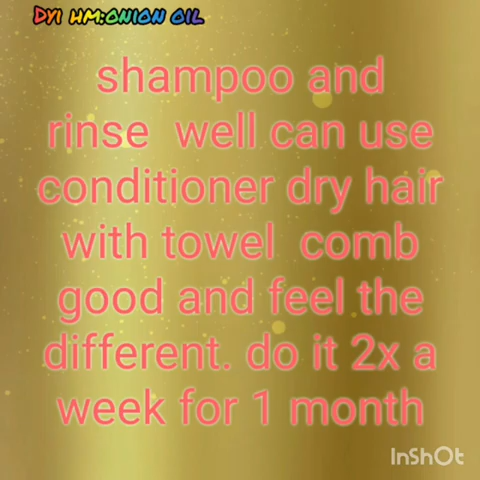 Dyi hm:onion oil
shampoo and
rinse  well can use
conditioner dry hair
with towel  comb
good and feel the
different. do it 2x a
week for 1 month
InShOt